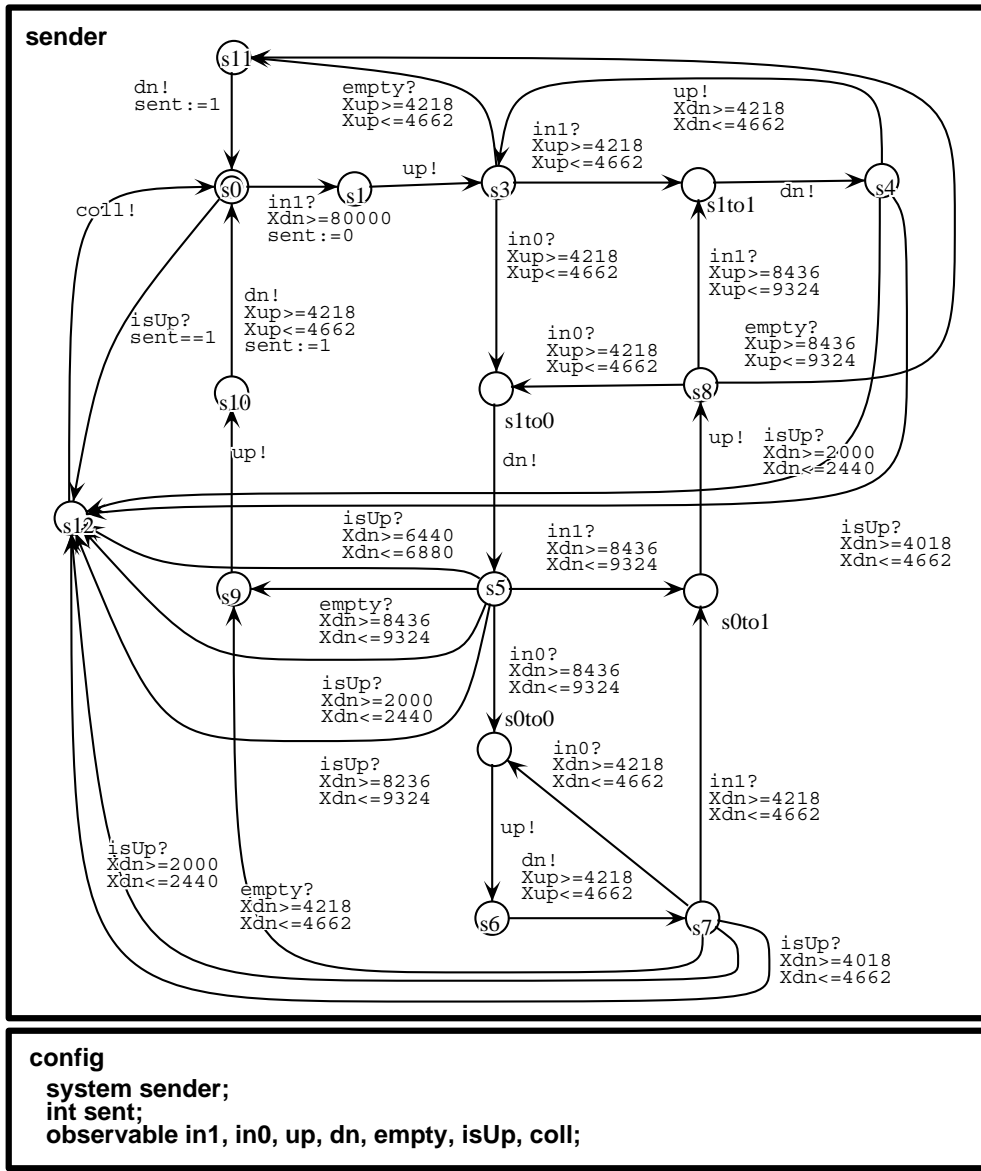 sender
s11
dn!
sent:=1
empty?
Xup>=4218
Xup<=4662
up!
Xdn>=4218
Xdn<=4662
in1?
Xup>=4218
Xup<=4662
s0
s1
up!
s3
s1to1
dn!
s4
coll!
in1?
Xdn>=80000
sent:=0
in0?
Xup>=4218
Xup<=4662
in1?
Xup>=8436
Xup<=9324
isUp?
sent==1
dn!
Xup>=4218
Xup<=4662
sent:=1
in0?
Xup>=4218
Xup<=4662
empty?
Xup>=8436
Xup<=9324
s10
s1to0
s8
up!
dn!
up!
isUp?
Xdn>=2000
Xdn<=2440
s12
isUp?
Xdn>=6440
Xdn<=6880
in1?
Xdn>=8436
Xdn<=9324
isUp?
Xdn>=4018
Xdn<=4662
s9
s5
s0to1
empty?
Xdn>=8436
Xdn<=9324
in0?
Xdn>=8436
Xdn<=9324
isUp?
Xdn>=2000
Xdn<=2440
s0to0
isUp?
Xdn>=8236
Xdn<=9324
in0?
Xdn>=4218
Xdn<=4662
in1?
Xdn>=4218
Xdn<=4662
up!
isUp?
Xdn>=2000
Xdn<=2440
empty?
Xdn>=4218
Xdn<=4662
dn!
Xup>=4218
Xup<=4662
s6
s7
isUp?
Xdn>=4018
Xdn<=4662
config
system sender;
int sent;
observable in1, in0, up, dn, empty, isUp, coll;